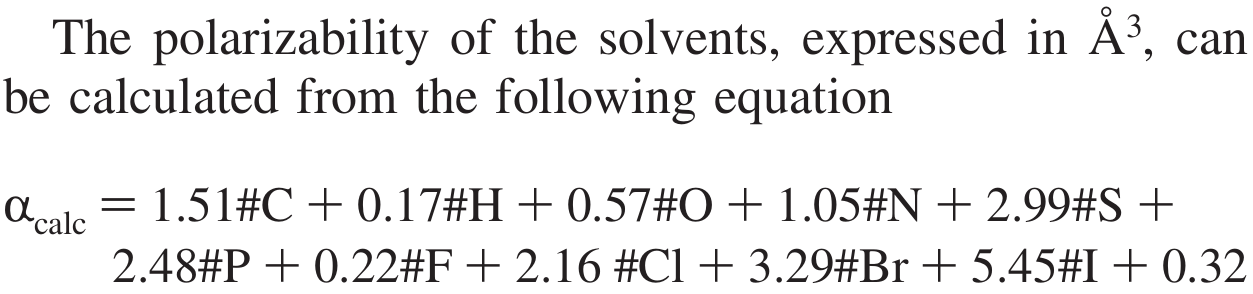 The polarizability of the solvents, expressed in Å³, can
be calculated from the following equation
α_calc = 1.51#C + 0.17#H + 0.57#O + 1.05#N + 2.99#S +
2.48#P + 0.22#F + 2.16 #Cl + 3.29#Br + 5.45#I + 0.32